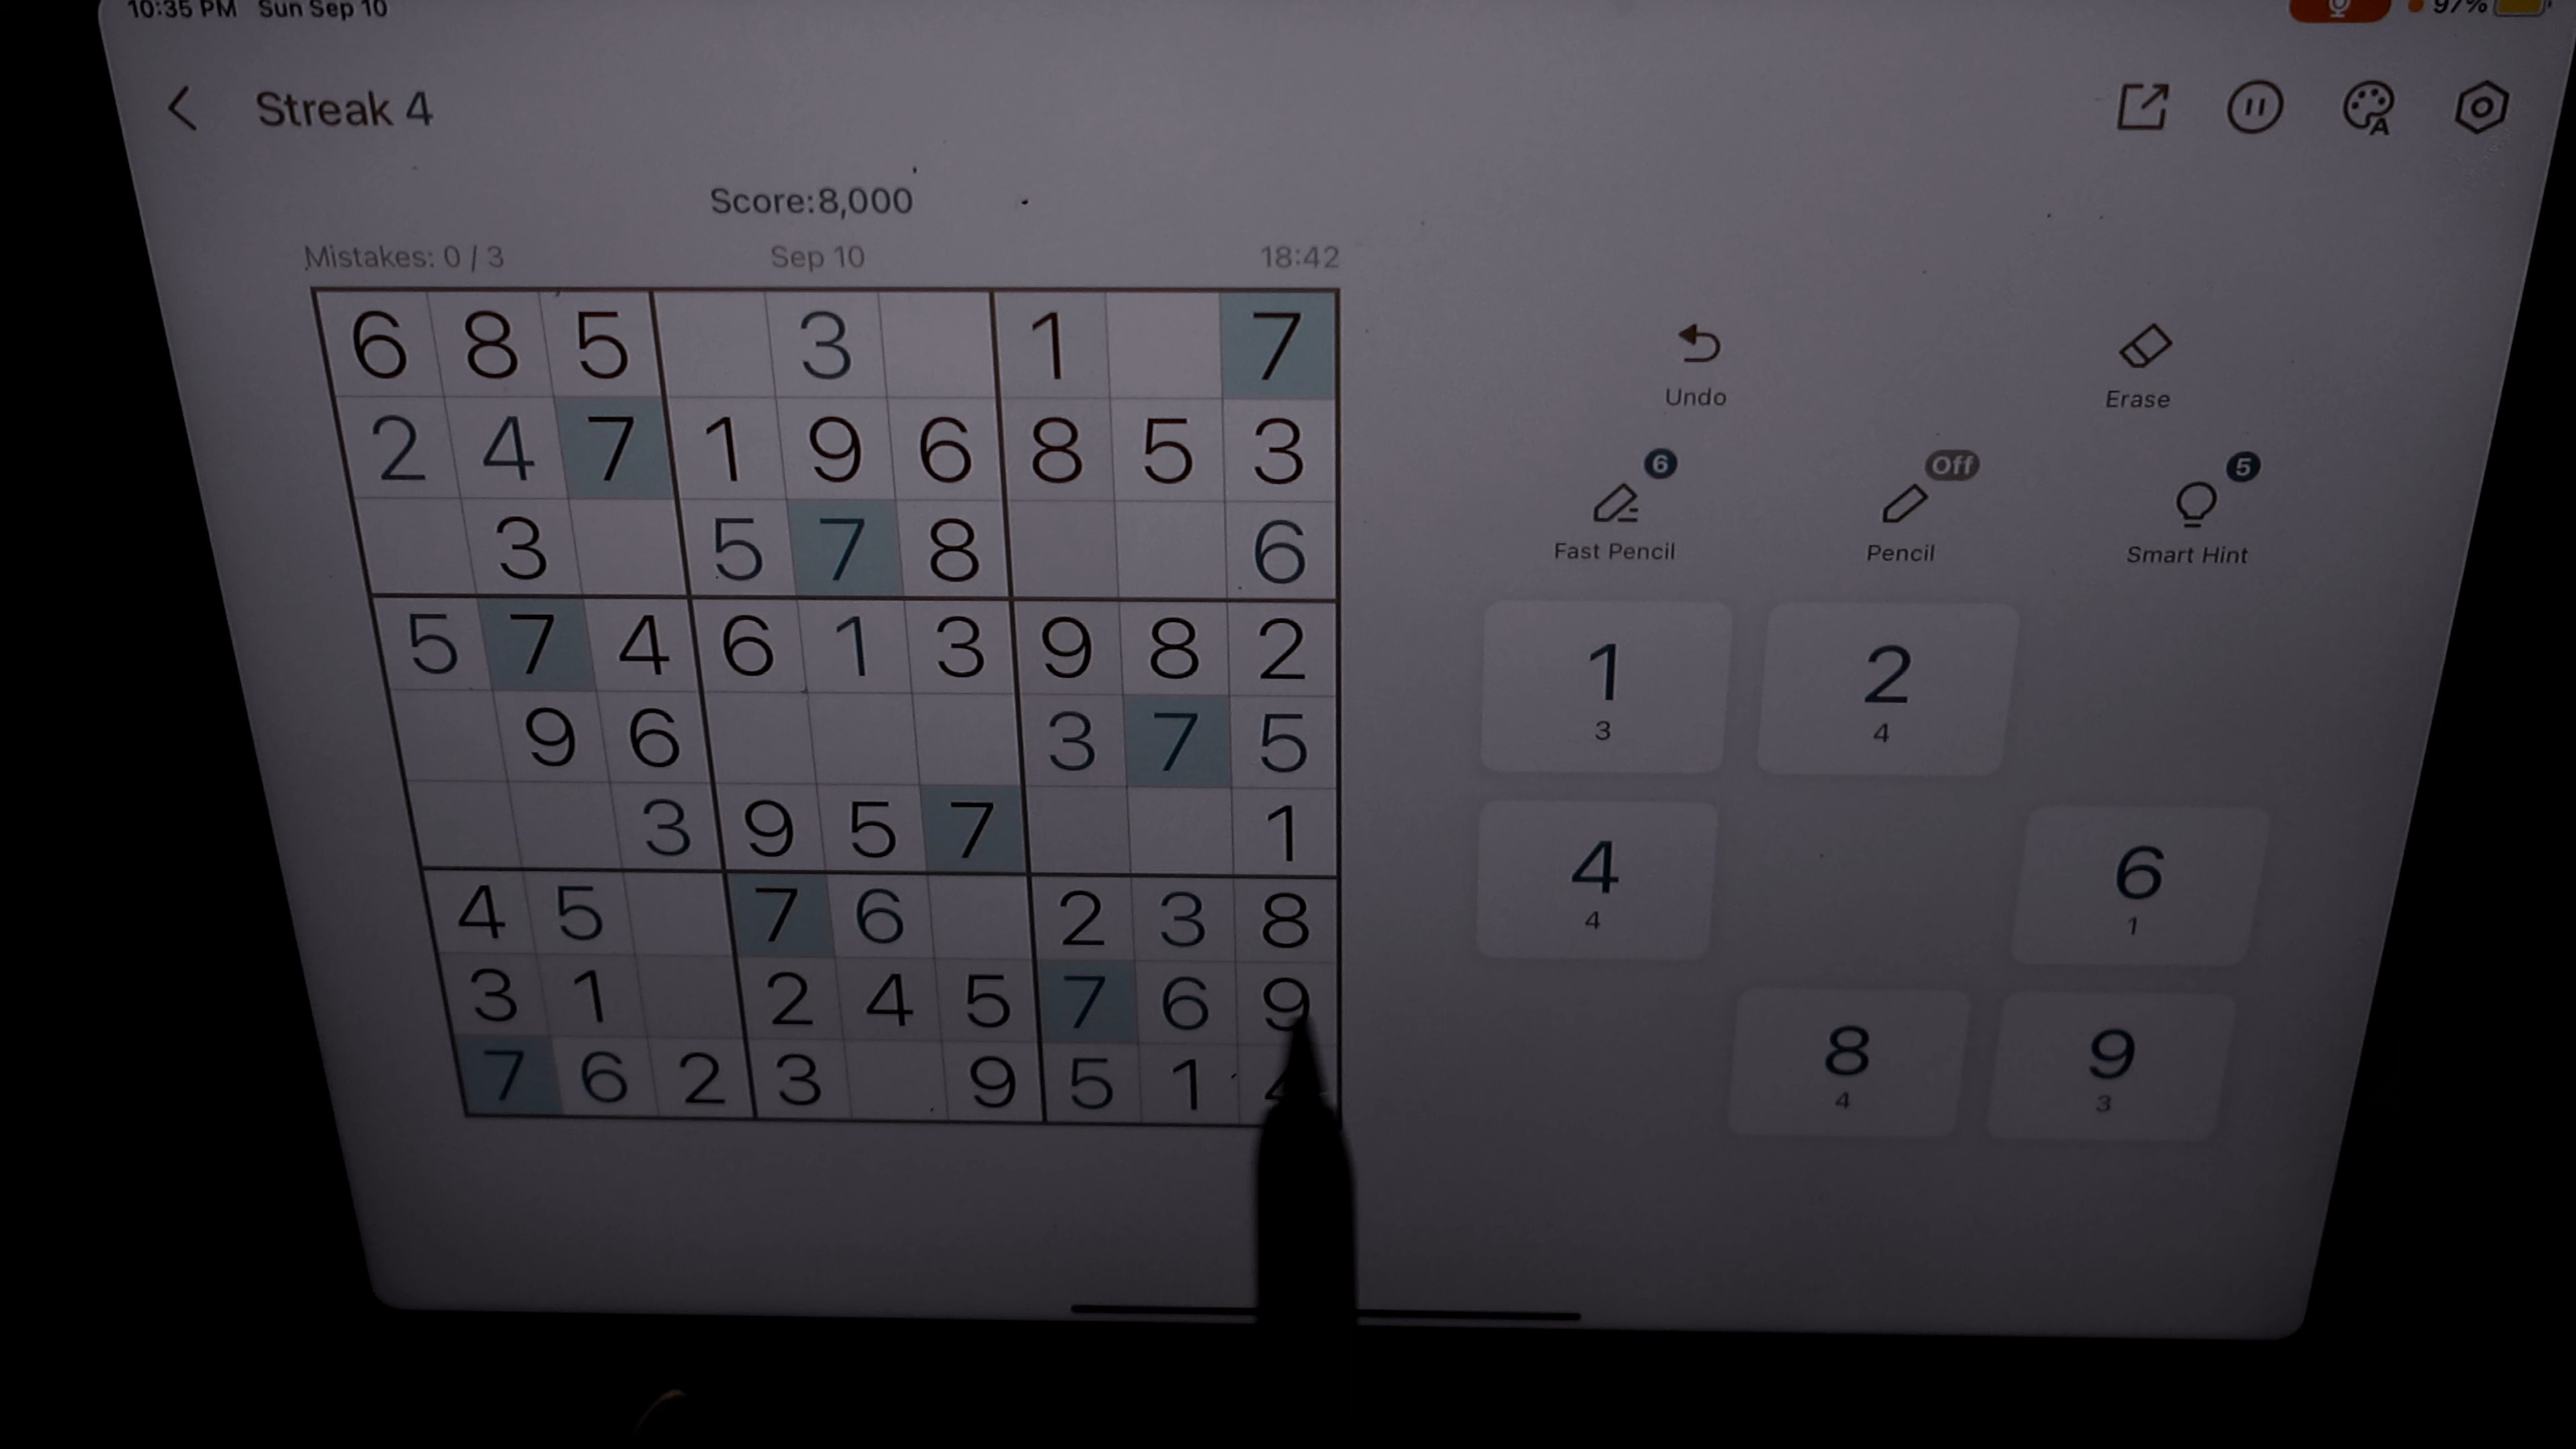 10:35 PM Sun Sep 10
97%
Streak 4
Score:8,000
Mistakes: 0 / 3 Sep 10 18:42
6 8 5 3 1 7
2 4 7 1 9 6 8 5 3
3 5 7 8 6
5 7 4 6 1 3 9 8 2
9 6 3 7 5
3 9 5 7 1
4 5 7 6 2 3 8
3 1 2 4 5 7 6 9
7 6 2 3 9 5 1 4
Undo
Erase
6
Off
5
Fast Pencil
Pencil
Smart Hint
1
3
2
4
4
4
6
1
8
4
9
3